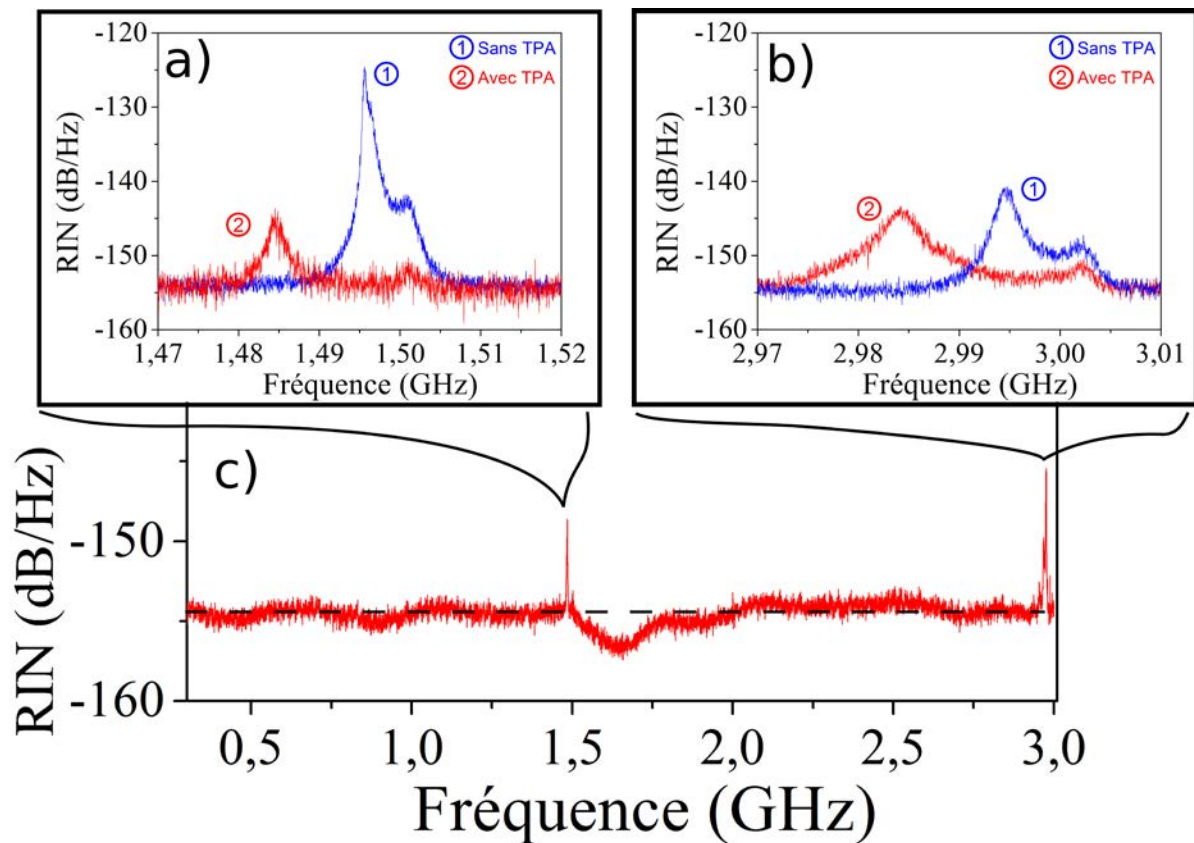 a)
RIN (dB/Hz)
-120
-130
-140
-150
-160
1 Sans TPA
2 Avec TPA
1
2
1,47 1,48 1,49 1,50 1,51 1,52
Fréquence (GHz)
b)
RIN (dB/Hz)
-120
-130
-140
-150
-160
1 Sans TPA
2 Avec TPA
2
1
2,97 2,98 2,99 3,00 3,01
Fréquence (GHz)
c)
RIN (dB/Hz)
-150
-160
0,5 1,0 1,5 2,0 2,5 3,0
Fréquence (GHz)